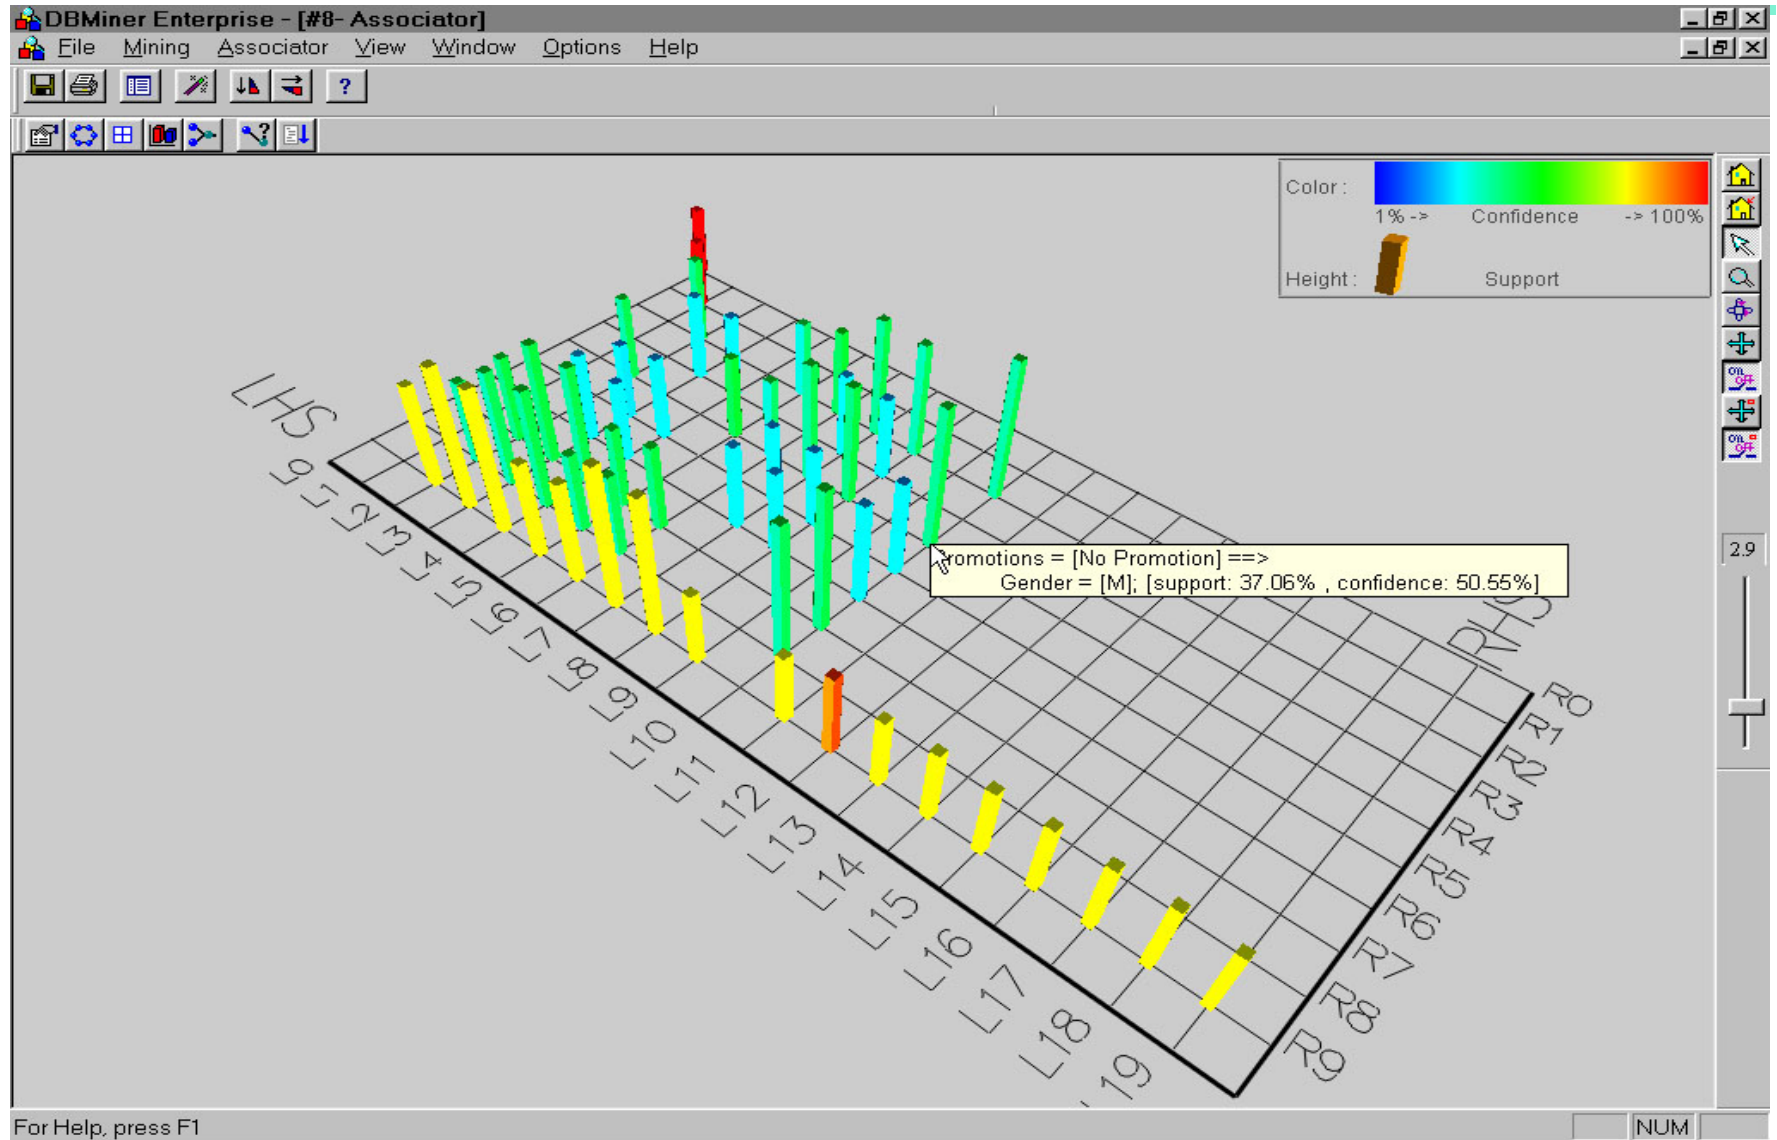 DBMiner Enterprise - [#8- Associator]
File Mining Associator View Window Options Help
Color :
1% -> Confidence -> 100%
Height : Support
LHS
L0
L1
L2
L3
L4
L5
L6
L7
L8
L9
L10
L11
L12
L13
L14
L15
L16
L17
L18
L19
romotions = [No Promotion] ==>
Gender = [M]; [support: 37.06% , confidence: 50.55%]
RHS
R0
R1
R2
R3
R4
R5
R6
R7
R8
R9
2.9
For Help, press F1
NUM